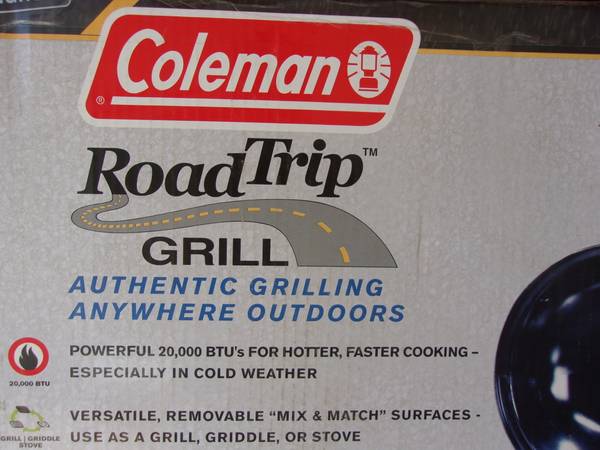 Coleman
®
RoadTrip™
GRILL
AUTHENTIC GRILLING
ANYWHERE OUTDOORS
POWERFUL 20,000 BTU's FOR HOTTER, FASTER COOKING –
ESPECIALLY IN COLD WEATHER
20,000 BTU
VERSATILE, REMOVABLE “MIX & MATCH” SURFACES -
USE AS A GRILL, GRIDDLE, OR STOVE
GRILL | GRIDDLE
STOVE